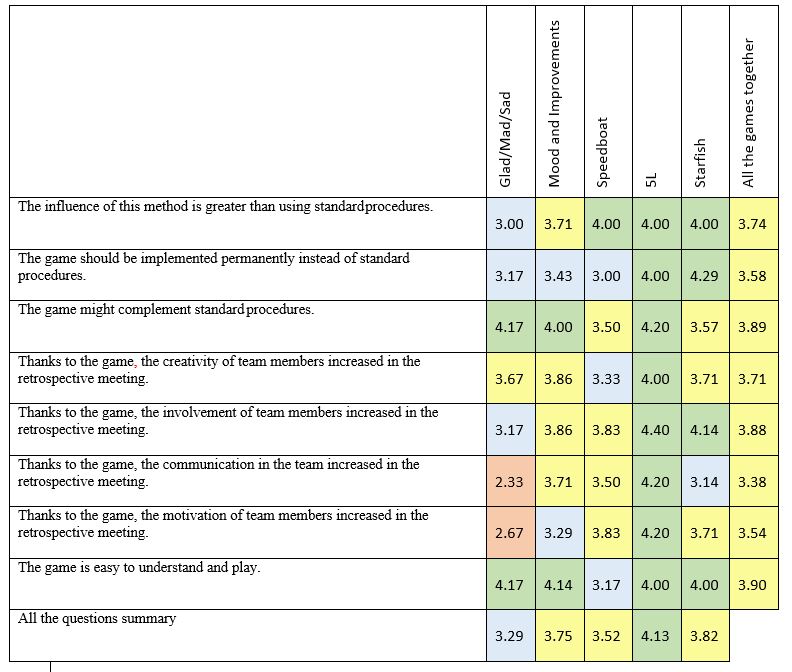 Glad/Mad/Sad
Mood and Improvements
Speedboat
5L
Starfish
All the games together
The influence of this method is greater than using standard procedures.
3.00 3.71 4.00 4.00 4.00 3.74
The game should be implemented permanently instead of standard
procedures.
3.17 3.43 3.00 4.00 4.29 3.58
The game might complement standard procedures.
4.17 4.00 3.50 4.20 3.57 3.89
Thanks to the game, the creativity of team members increased in the
retrospective meeting.
3.67 3.86 3.33 4.00 3.71 3.71
Thanks to the game, the involvement of team members increased in the
retrospective meeting.
3.17 3.86 3.83 4.40 4.14 3.88
Thanks to the game, the communication in the team increased in the
retrospective meeting.
2.33 3.71 3.50 4.20 3.14 3.38
Thanks to the game, the motivation of team members increased in the
retrospective meeting.
2.67 3.29 3.83 4.20 3.71 3.54
The game is easy to understand and play.
4.17 4.14 3.17 4.00 4.00 3.90
All the questions summary
3.29 3.75 3.52 4.13 3.82